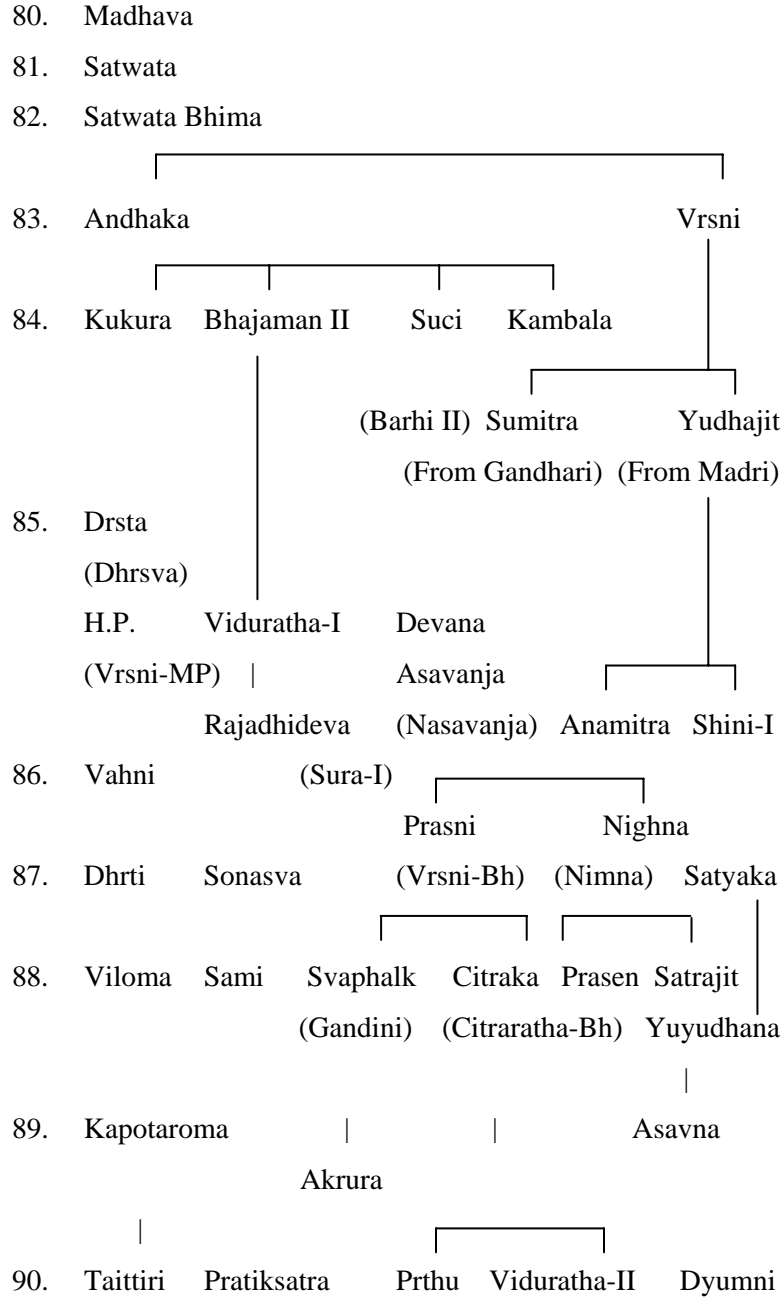 80. Madhava
81. Satwata
82. Satwata Bhima
83. Andhaka Vrsni
84. Kukura Bhajaman II Suci Kambala
(Barhi II) Sumitra Yudhajit
(From Gandhari) (From Madri)
85. Drsta
(Dhrsva)
H.P. Viduratha-I Devana
(Vrsni-MP) | Asavanja
Rajadhideva (Nasavanja) Anamitra Shini-I
86. Vahni (Sura-I)
Prasni Nighna
87. Dhrti Sonasva (Vrsni-Bh) (Nimna) Satyaka
88. Viloma Sami Svaphalk Citraka Prasen Satrajit
(Gandini) (Citraratha-Bh) Yuyudhana
|
89. Kapotaroma | | Asavna
Akrura
|
90. Taittiri Pratiksatra Prthu Viduratha-II Dyumni